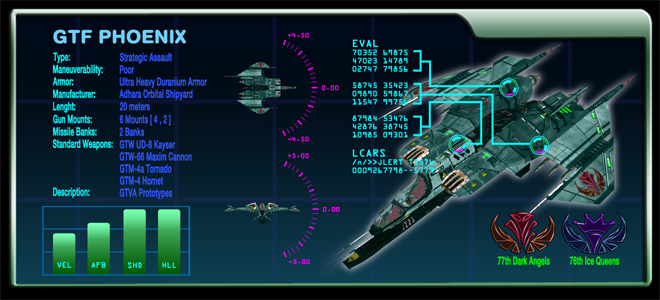 GTF PHOENIX
Type: Strategic Assault
Maneuverability: Poor
Armor: Ultra Heavy Duranium Armor
Manufacturer: Adhara Orbital Shipyard
Lenght: 20 meters
Gun Mounts: 6 Mounts [ 4 , 2 ]
Missile Banks: 2 Banks
Standard Weapons: GTW UD-8 Kayser
GTW-66 Maxim Cannon
GTM-4a Tornado
GTM-4 Hornet
Description: GTVA Prototypes
VEL AFB SHD HLL
+4.50
0.00
-4.50
+5.00
0.00
-5.00
EVAL
70352 69875
47023 14789
02747 79856
58745 35423
09890 59867
11547 99751
87984 53476
42876 38745
10985 09301
LCARS
77th Dark Angels
76th Ice Queens